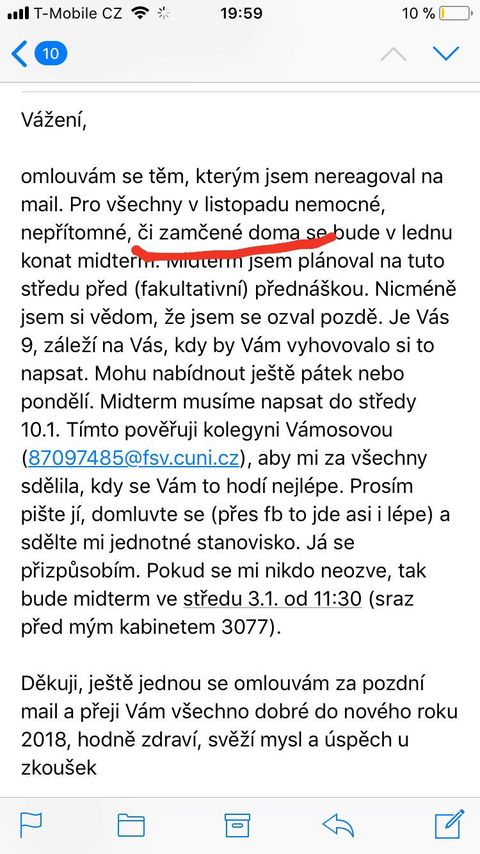 T-Mobile CZ 19:59 10 %
10
Vážení,
omlouvám se těm, kterým jsem nereagoval na
mail. Pro všechny v listopadu nemocné,
nepřítomné, či zamčené doma se bude v lednu
konat midterm. Midterm jsem plánoval na tuto
středu před (fakultativní) přednáškou. Nicméně
jsem si vědom, že jsem se ozval pozdě. Je Vás
9, záleží na Vás, kdy by Vám vyhovovalo si to
napsat. Mohu nabídnout ještě pátek nebo
pondělí. Midterm musíme napsat do středy
10.1. Tímto pověřuji kolegyni Vámosovou
(87097485@fsv.cuni.cz), aby mi za všechny
sdělila, kdy se Vám to hodí nejlépe. Prosím
pište jí, domluvte se (přes fb to jde asi i lépe) a
sdělte mi jednotné stanovisko. Já se
přizpůsobím. Pokud se mi nikdo neozve, tak
bude midterm ve středu 3.1. od 11:30 (sraz
před mým kabinetem 3077).
Děkuji, ještě jednou se omlouvám za pozdní
mail a přeji Vám všechno dobré do nového roku
2018, hodně zdraví, svěží mysl a úspěch u
zkoušek